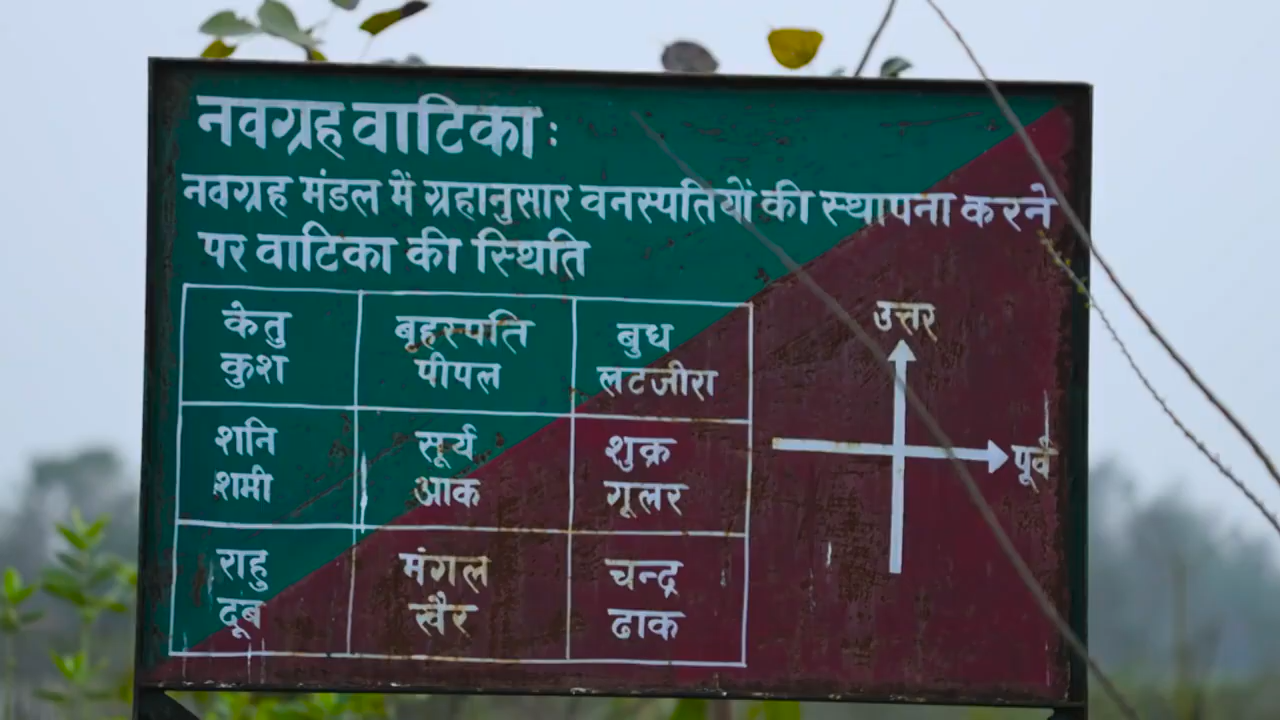 नवग्रह वाटिका:
नवग्रह मंडल में ग्रहानुसार वनस्पतियों की स्थापना करने
पर वाटिका की स्थिति
केतु बृहस्पति बुध
कुश पीपल लटजीरा
शनि सूर्य शुक्र
शमी आक गूलर
राहु मंगल चन्द्र
दूब खैर ढाक
उत्तर
पूर्व